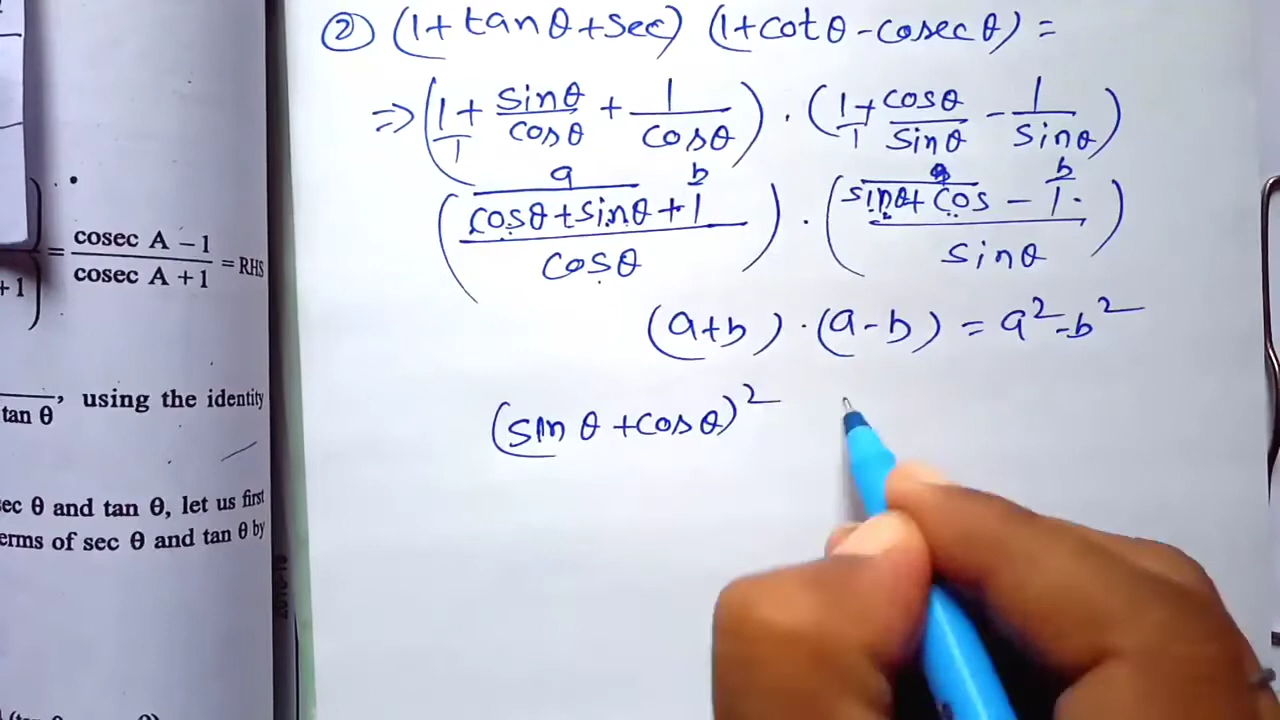 ② (1+tanθ+sec) (1+cotθ-cosecθ) =
⇒ (1/1 + sinθ/cosθ + 1/cosθ) . (1/1 + cosθ/sinθ - 1/sinθ)
a b a b
(cosθ+sinθ+1/cosθ) . (sinθ+cos - 1./sinθ)
(a+b) . (a-b) = a²-b²
(sinθ+cosθ)²
= cosec A – 1/cosec A + 1 = RHS
+1
tan θ', using the identity
ec θ and tan θ, let us first
erms of sec θ and tan θ by